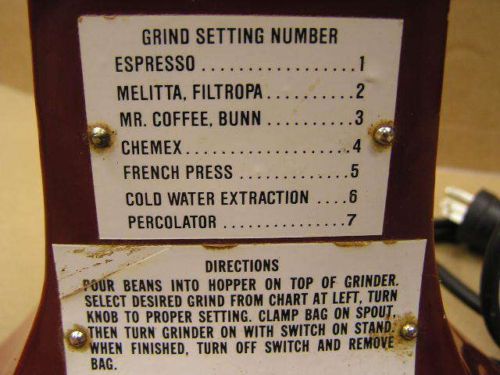 GRIND SETTING NUMBER
ESPRESSO...................1
MELITTA, FILTROPA..........2
MR. COFFEE, BUNN...........3
CHEMEX.....................4
FRENCH PRESS...............5
COLD WATER EXTRACTION....6
PERCOLATOR..............7
DIRECTIONS
POUR BEANS INTO HOPPER ON TOP OF GRINDER.
SELECT DESIRED GRIND FROM CHART AT LEFT, TURN
KNOB TO PROPER SETTING. CLAMP BAG ON SPOUT,
THEN TURN GRINDER ON WITH SWITCH ON STAND.
WHEN FINISHED, TURN OFF SWITCH AND REMOVE
BAG.